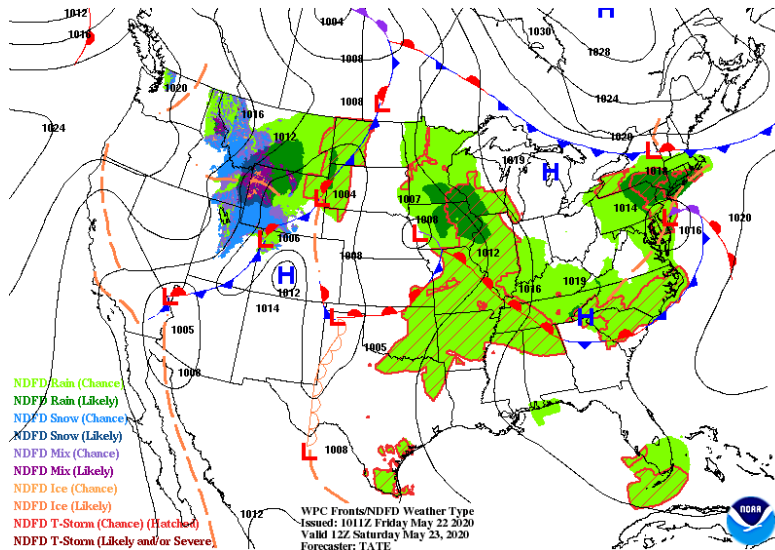 1012
1016
1004
1008
1008
H
1030
1028
1024
1020
1024
1020
1016
1012
L
1019
H
L
1018
1014
L
1016
1020
1004
L
1007
1008
L
1012
L
1006
1008
H
1012
1014
1016
1019
H
L
1005
L
1005
1008
L
1008
1012
NDFD Rain (Chance)
NDFD Rain (Likely)
NDFD Snow (Chance)
NDFD Snow (Likely)
NDFD Mix (Chance)
NDFD Mix (Likely)
NDFD Ice (Chance)
NDFD Ice (Likely)
NDFD T-Storm (Chance) (Hatched)
NDFD T-Storm (Likely and/or Severe
WPC Fronts/NDFD Weather Type
Issued: 1011Z Friday May 22 2020
Valid 12Z Saturday May 23, 2020
Forecaster: TATE
NOAA